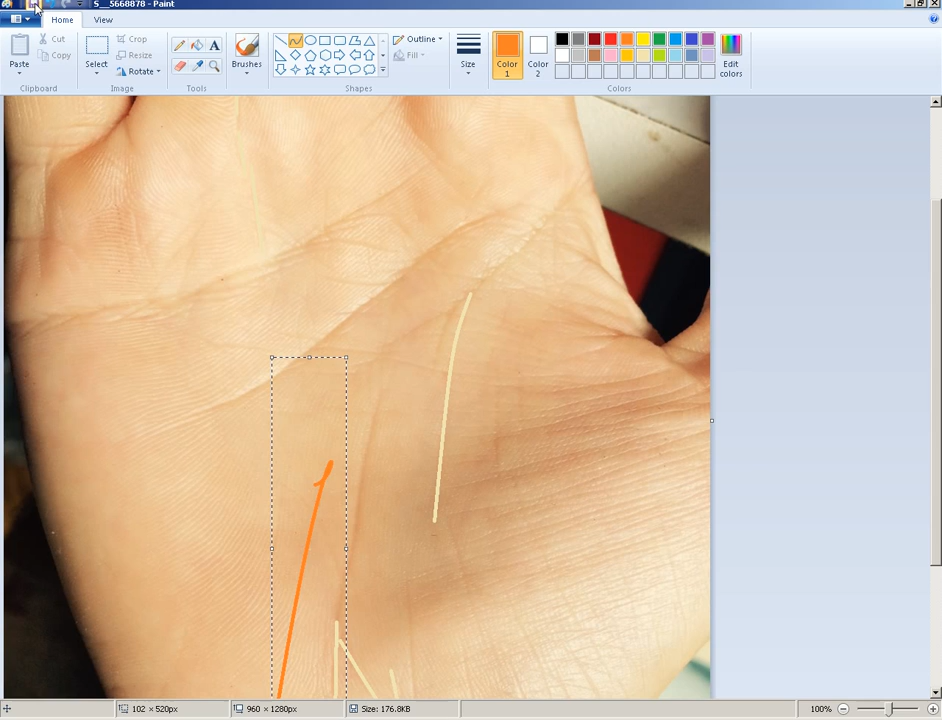 S__5668878 - Paint
Home View
Paste
Cut
Copy
Clipboard
Select
Crop
Resize
Rotate
Image
A
Tools
Brushes
Outline
Fill
Shapes
Size
Color
1
Color
2
Edit
colors
Colors
102 × 520px
960 × 1280px
Size: 176.8KB
100%